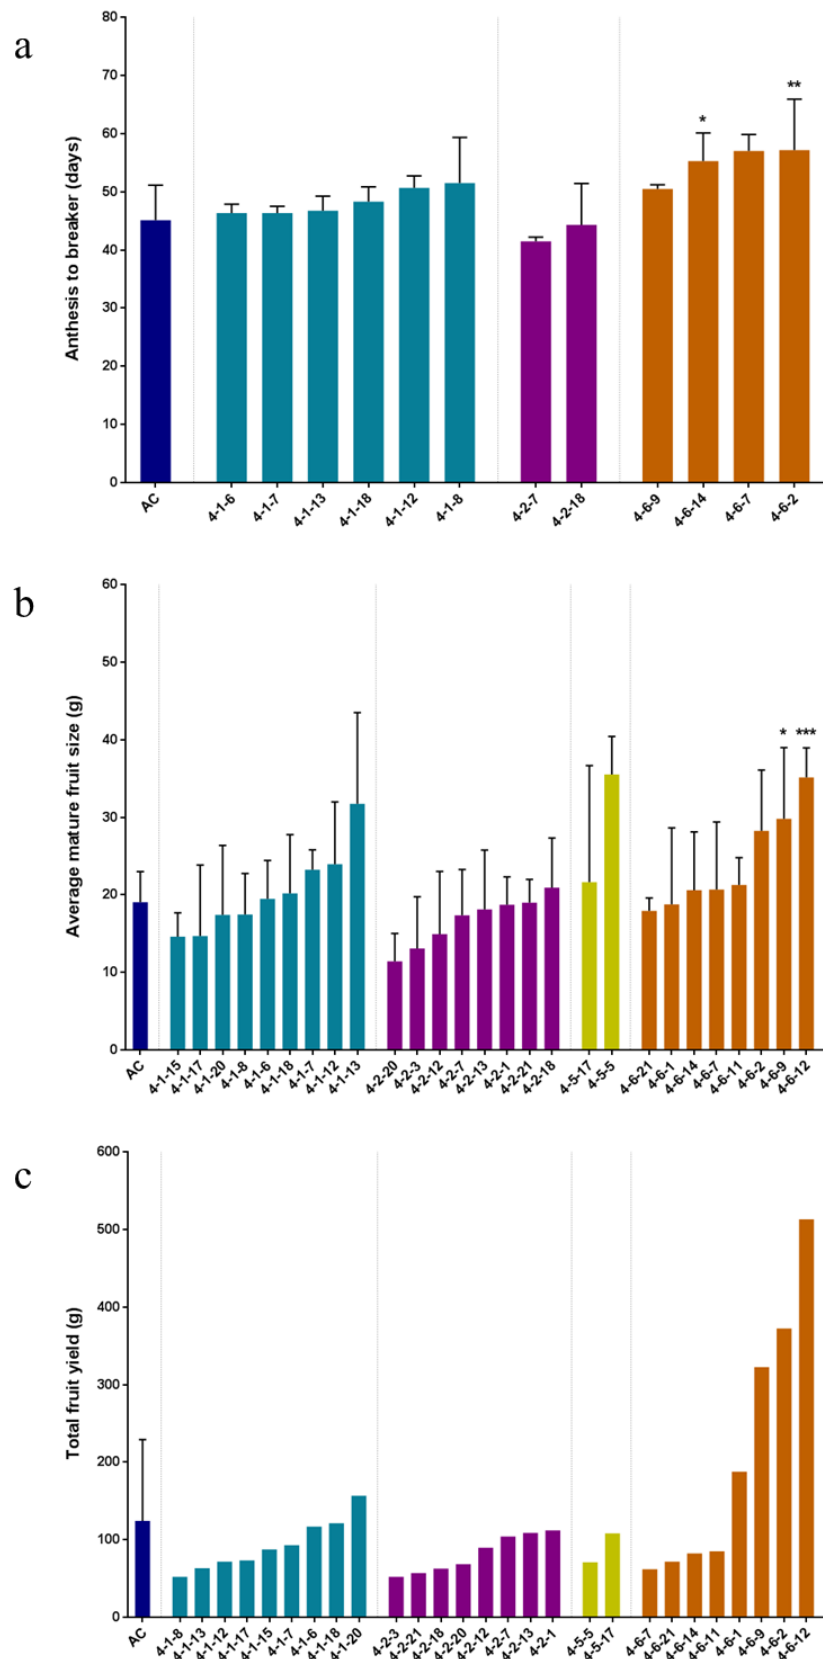 a
Anthesis to breaker (days)
80
70
60
50
40
30
20
10
0
* **
AC 4-1-6 4-1-7 4-1-13 4-1-18 4-1-12 4-1-8 4-2-7 4-2-18 4-6-9 4-6-14 4-6-7 4-6-2
b
Average mature fruit size (g)
60
50
40
30
20
10
0
* ***
AC 4-1-15 4-1-17 4-1-20 4-1-8 4-1-6 4-1-18 4-1-7 4-1-12 4-1-13 4-2-20 4-2-3 4-2-12 4-2-7 4-2-13 4-2-1 4-2-21 4-2-18 4-5-17 4-5-5 4-6-21 4-6-1 4-6-14 4-6-7 4-6-11 4-6-2 4-6-9 4-6-12
c
Total fruit yield (g)
600
500
400
300
200
100
0
AC 4-1-8 4-1-13 4-1-12 4-1-17 4-1-15 4-1-7 4-1-6 4-1-18 4-1-20 4-2-3 4-2-21 4-2-18 4-2-20 4-2-12 4-2-7 4-2-13 4-2-1 4-5-5 4-5-17 4-6-7 4-6-21 4-6-14 4-6-11 4-6-1 4-6-9 4-6-2 4-6-12